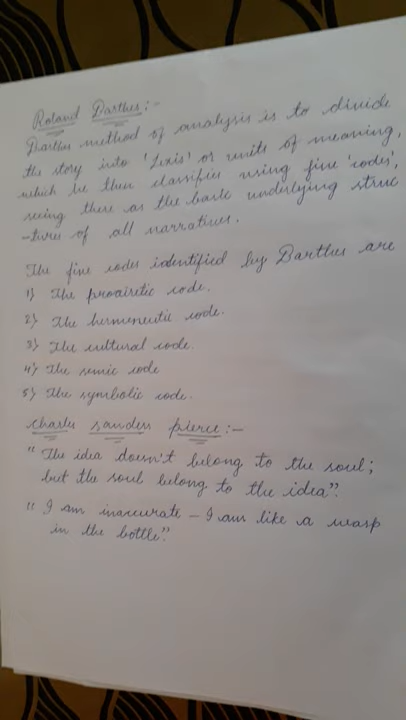 Roland Barthes:-
Barthes method of analysis is to divide
the story into 'Lexis' or units of meaning,
which he then classifies using five 'codes',
seeing these as the basic underlying struc
-tures of all narratives.
The five codes identified by Barthes are
1) The proairetic code.
2) The hermeneutic code.
3) The cultural code.
4) The semic code
5) The symbolic code.
Charles sanders pierce:-
"The idea doesn't belong to the soul;
but the soul belong to the idea".
"I am inaccurate - I am like a wasp
in the bottle".